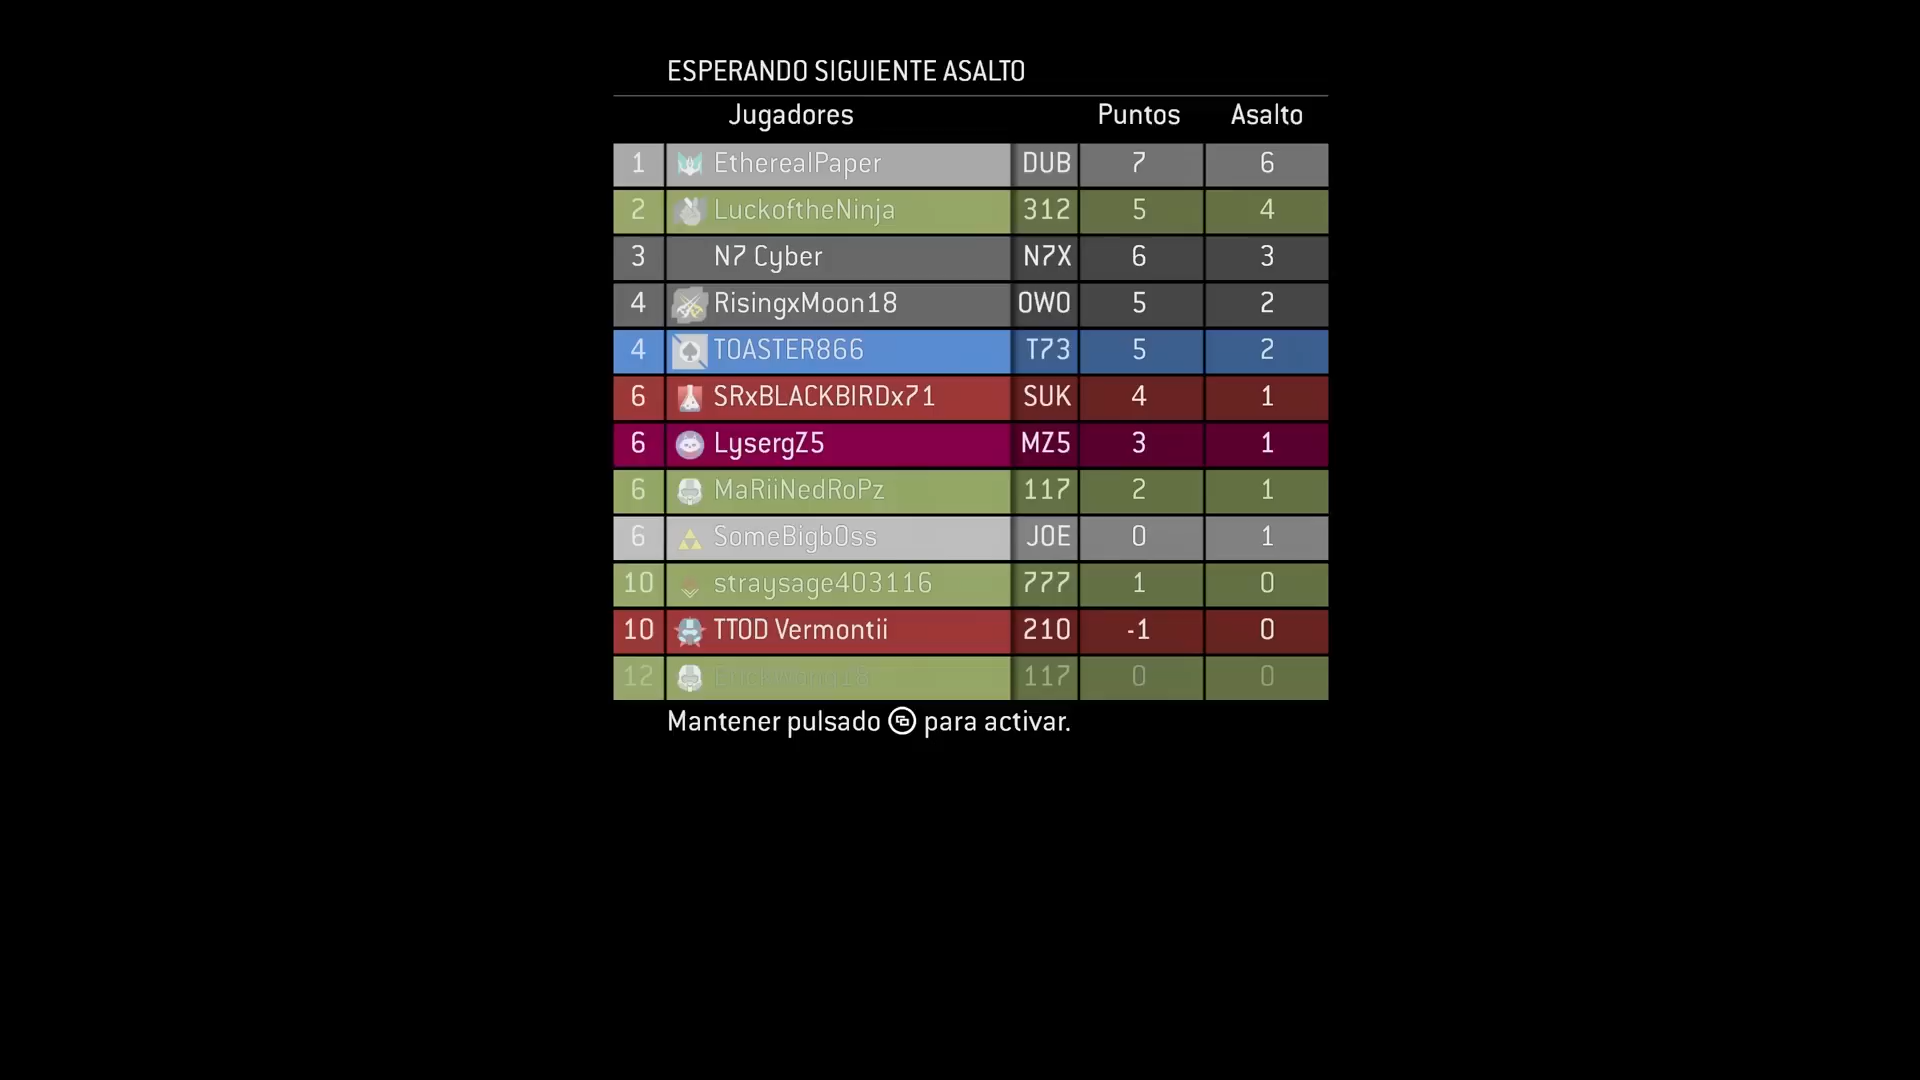 ESPERANDO SIGUIENTE ASALTO
Jugadores Puntos Asalto
1 EtherealPaper DUB 7 6
2 LuckoftheNinja 312 5 4
3 N7 Cyber N7X 6 3
4 RisingxMoon18 OWO 5 2
4 TOASTER866 T73 5 2
6 SRxBLACKBIRDx71 SUK 4 1
6 LysergZ5 MZ5 3 1
6 MaRiiNedRoPz 117 2 1
6 SomeBigbOss JOE 0 1
10 straysage403116 777 1 0
10 TTOD Vermontii 210 -1 0
12 117 0 0
Mantener pulsado para activar.